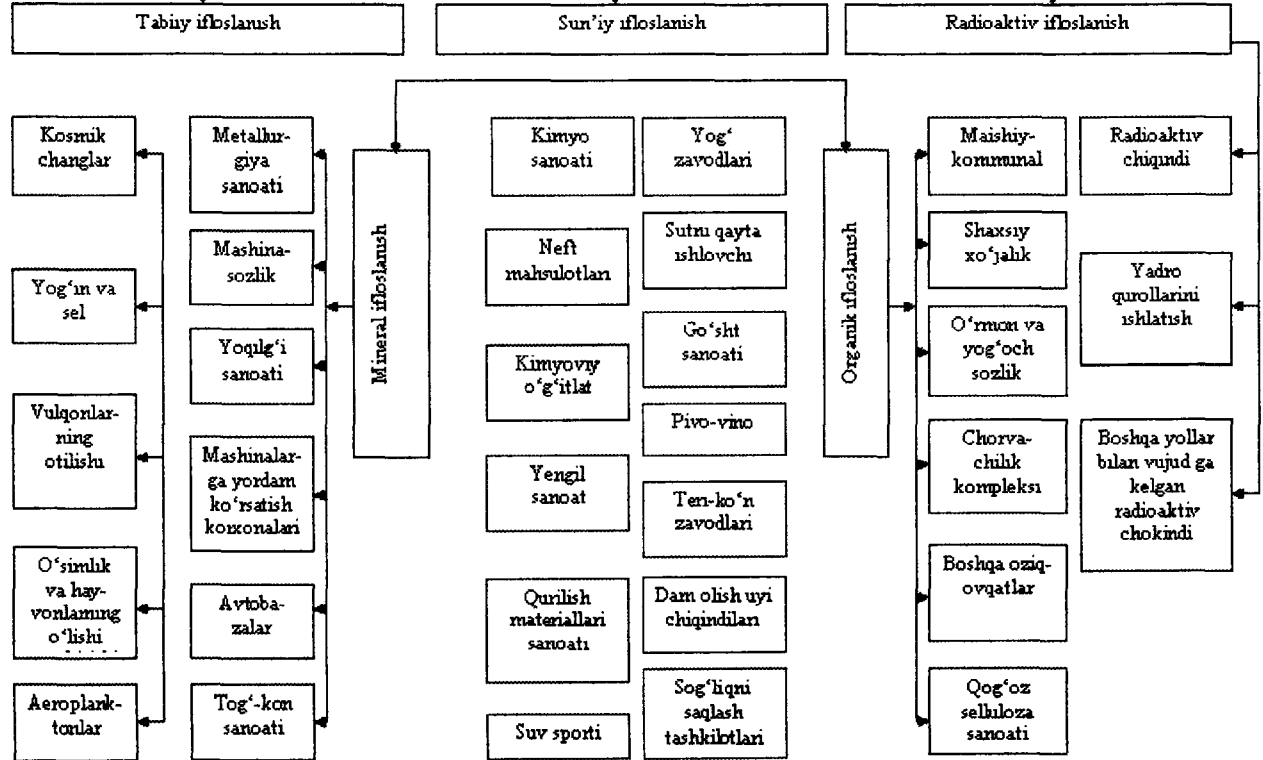 Tabiiy ifloslanish
Sun’iy ifloslanish
Radioaktiv ifloslanish
Kosmik
changlar
Yog‘in va
sel
Vulqonlar-
ning
otilishi
O‘simlik
va hay-
vonlarning
o‘lishi
Aeroplank-
tonlar
Metallur-
giya
sanoati
Mashina-
sozlik
Yoqilg‘i
sanoati
Mashinalar-
ga yordam
ko‘rsatish
korxonalari
Avtoba-
zalar
Tog‘-kon
sanoati
Mineral ifloslanish
Kimyo
sanoati
Neft
mahsulotlari
Kimyoviy
o‘g‘itlat
Yengil
sanoat
Qurilish
materiallari
sanoati
Suv sporti
Yog‘
zavodlari
Sutni qayta
ishlovchi
Go‘sht
sanoati
Pivo-vino
Teri-ko‘n
zavodlari
Dam olish uyi
chiqindilari
Sog‘liqni
saqlash
tashkilotlari
Organik ifloslanish
Maishiy-
kommunal
Shaxsiy
xo‘jalik
O‘rmon va
yog‘och
sozlik
Chorva-
chilik
kompleksi
Boshqa oziq-
ovqatlar
Qog‘oz
selluloza
sanoati
Radioaktiv
chiqindi
Yadro
qurollarini
ishlatish
Boshqa yollar
bilan vujud ga
kelgan
radioaktiv
chokindi